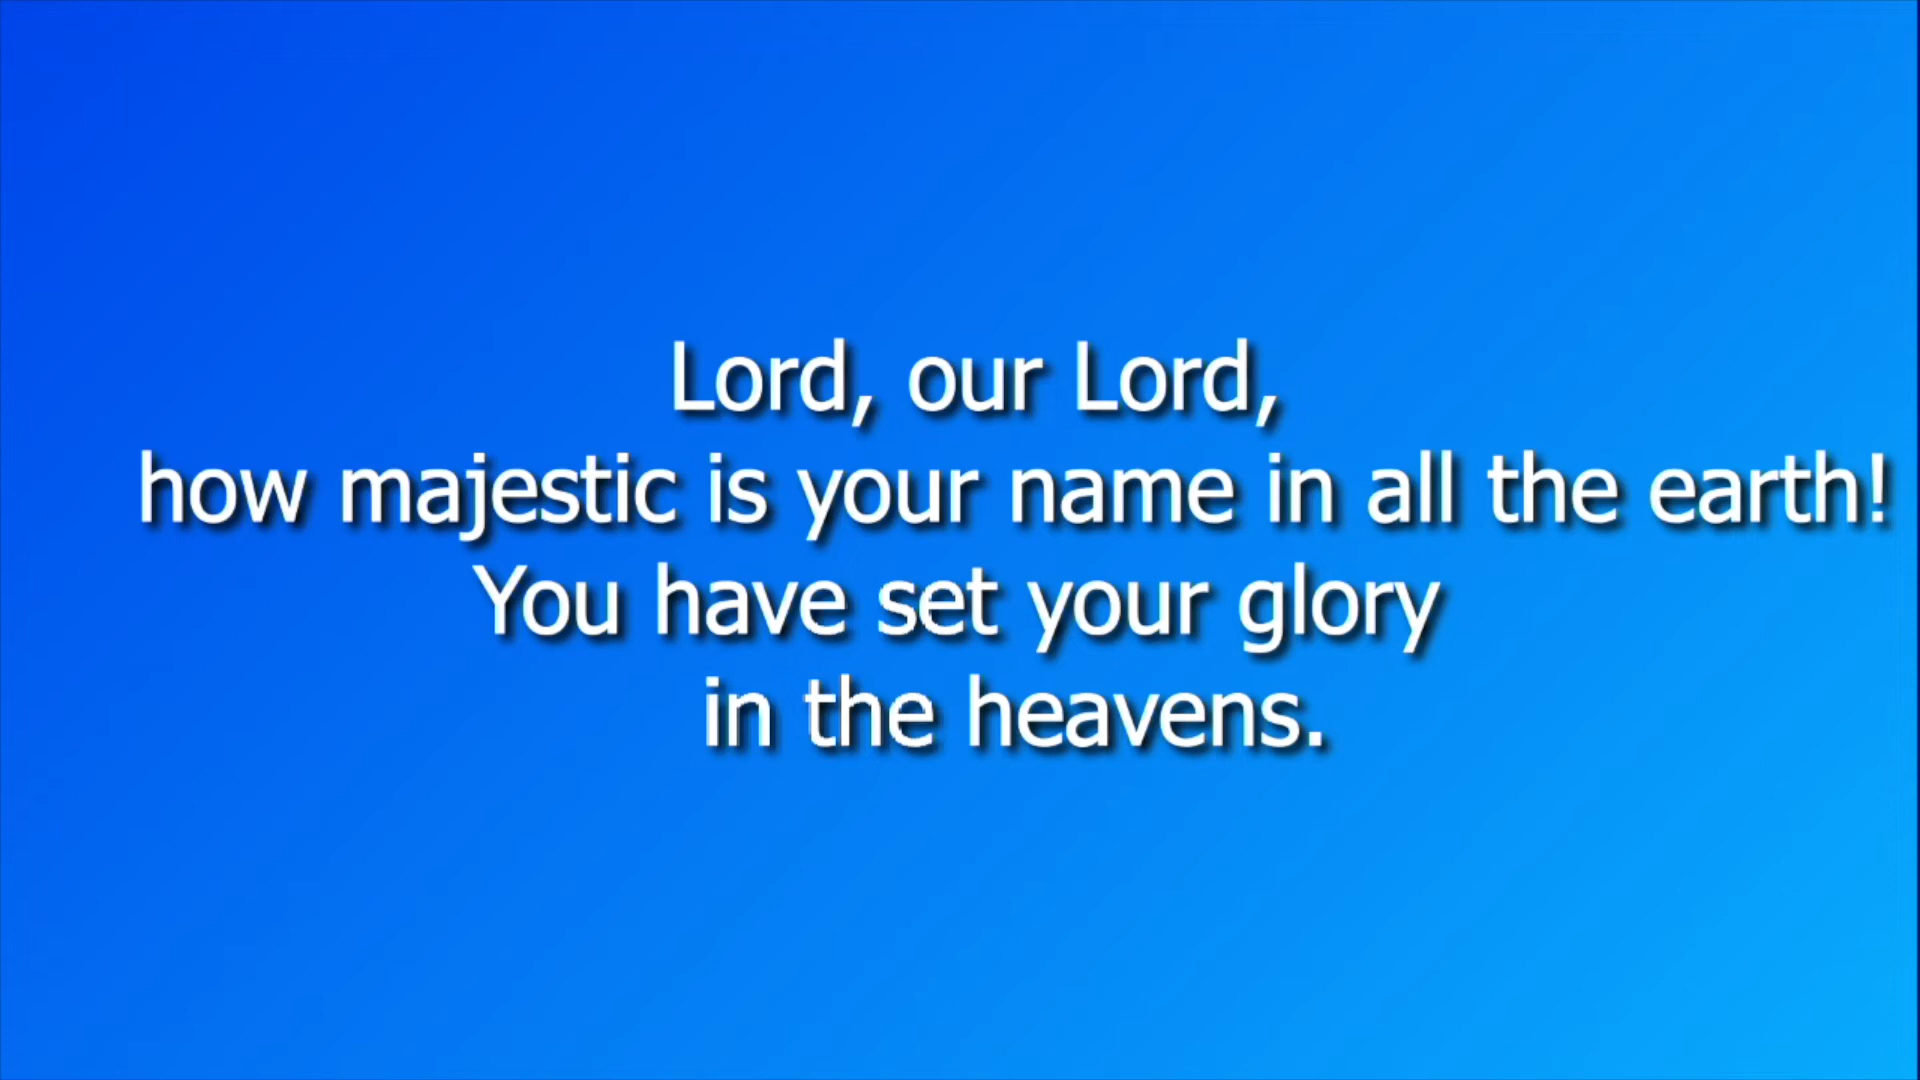 Lord, our Lord,
how majestic is your name in all the earth!
You have set your glory
in the heavens.